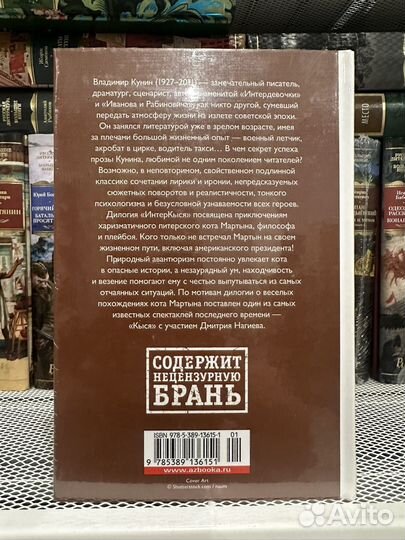 Владимир Кунин (1927–2011) — замечательный писатель,
драматург, сценарист, автор знаменитой «Интердевочки»
и «Иванова и Рабиновича», как никто другой, сумевший
передать атмосферу жизни на излете советской эпохи.
Он занялся литературой уже в зрелом возрасте, имея
за плечами большой жизненный опыт — военный летчик,
акробат в цирке, водитель такси... В чем секрет успеха
прозы Кунина, любимой не одним поколением читателей?
Возможно, в неповторимом, свойственном подлинной
классике сочетании лирики и иронии, непредсказуемых
сюжетных поворотов и реалистичности, тонкого
психологизма и безусловной узнаваемости всех героев.
Дилогия «ИнтерКыся» посвящена приключениям
харизматичного питерского кота Мартына, философа
и плейбоя. Кого только не встречал Мартын на своем
жизненном пути, включая американского президента!
Природный авантюризм постоянно увлекает кота
в опасные истории, а незаурядный ум, находчивость
и везение помогают ему с честью выпутываться из самых
отчаянных ситуаций. По мотивам дилогии о веселых
похождениях кота Мартына поставлен один из самых
известных спектаклей последнего времени —
«Кыся» с участием Дмитрия Нагиева.
СОДЕРЖИТ
НЕЦЕНЗУРНУЮ
БРАНЬ
ISBN 978-5-389-13615-1
01
9 785389 136151
www.azbooka.ru
Cover Art
© Shutterstock.com / nuum
МЕСТО
Avito